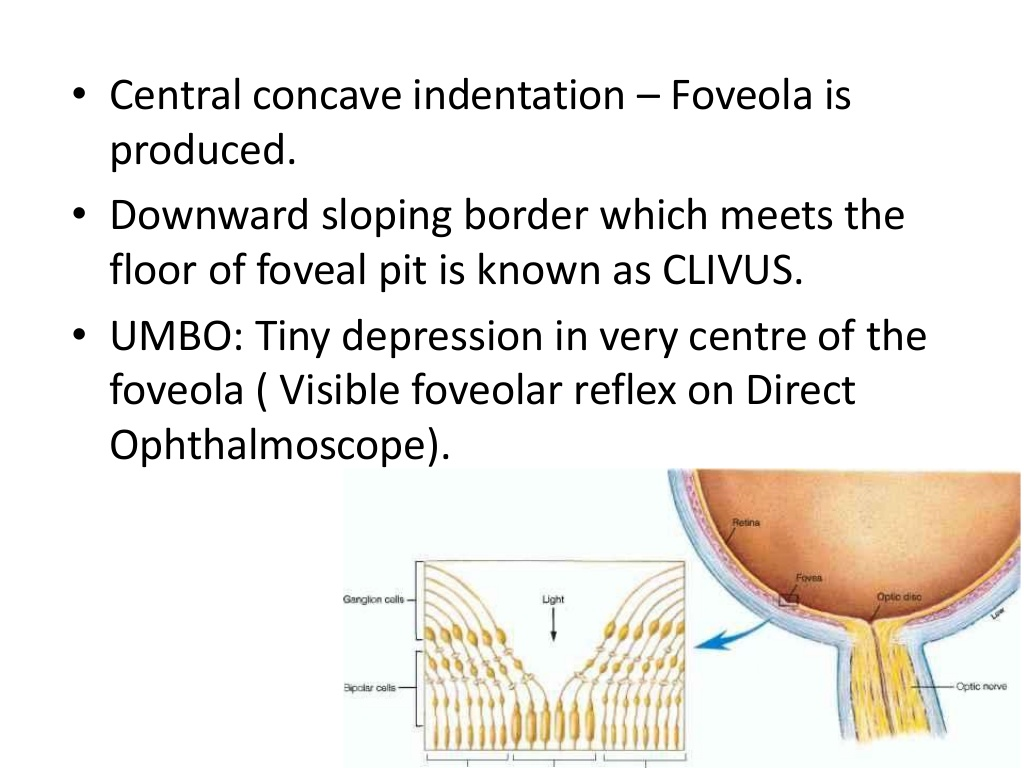 • Central concave indentation – Foveola is
produced.
• Downward sloping border which meets the
floor of foveal pit is known as CLIVUS.
• UMBO: Tiny depression in very centre of the
foveola ( Visible foveolar reflex on Direct
Ophthalmoscope).
Retina
Fovea
Optic disc
Ganglion cells
Light
Bipolar cells
Optic nerve